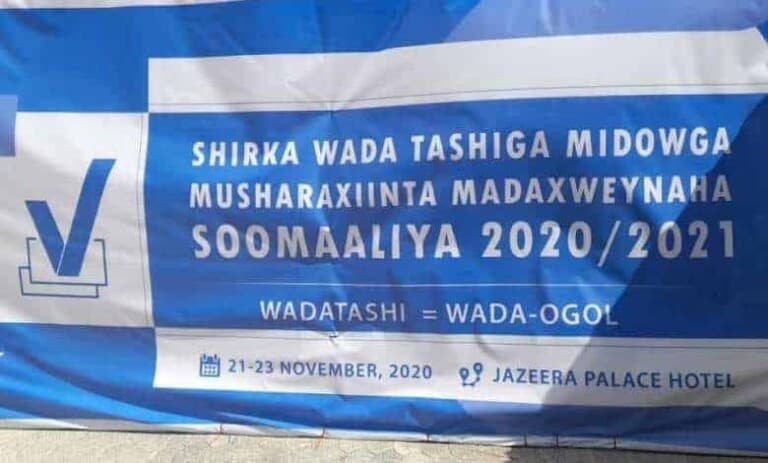 SHIRKA WADA TASHIGA MIDOWGA
MUSHARAXIINTA MADAXWEYNAHA
SOOMAALIYA 2020/2021
WADATASHI = WADA-OGOL
21-23 NOVEMBER, 2020 JAZEERA PALACE HOTEL